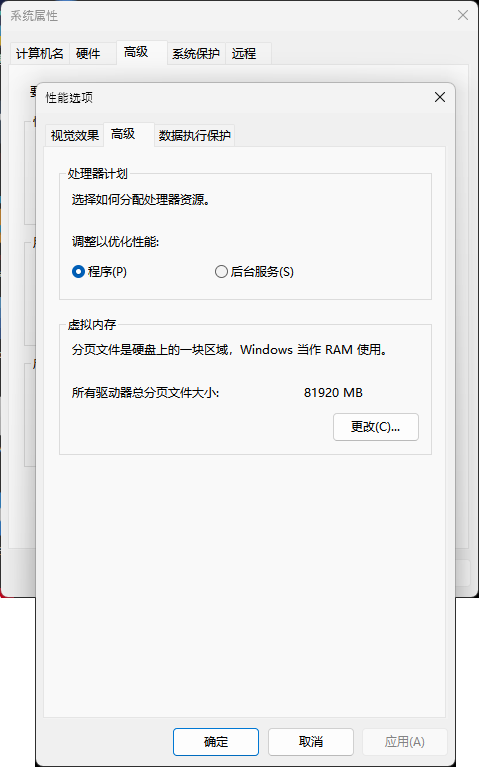 系统属性
计算机名 硬件 高级 系统保护 远程
性能选项
视觉效果 高级 数据执行保护
处理器计划
选择如何分配处理器资源。
调整以优化性能:
程序(P) 后台服务(S)
虚拟内存
分页文件是硬盘上的一块区域，Windows 当作 RAM 使用。
所有驱动器总分页文件大小: 81920 MB
更改(C)...
确定 取消 应用(A)